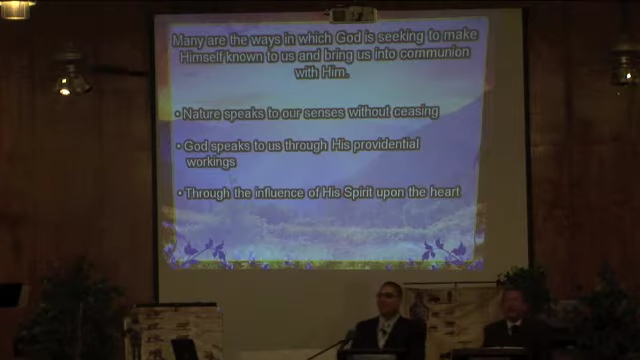 Many are the ways in which God is seeking to make
Himself known to us and bring us into communion
with Him.
• Nature speaks to our senses without ceasing
• God speaks to us through His providential
workings
• Through the influence of His Spirit upon the heart